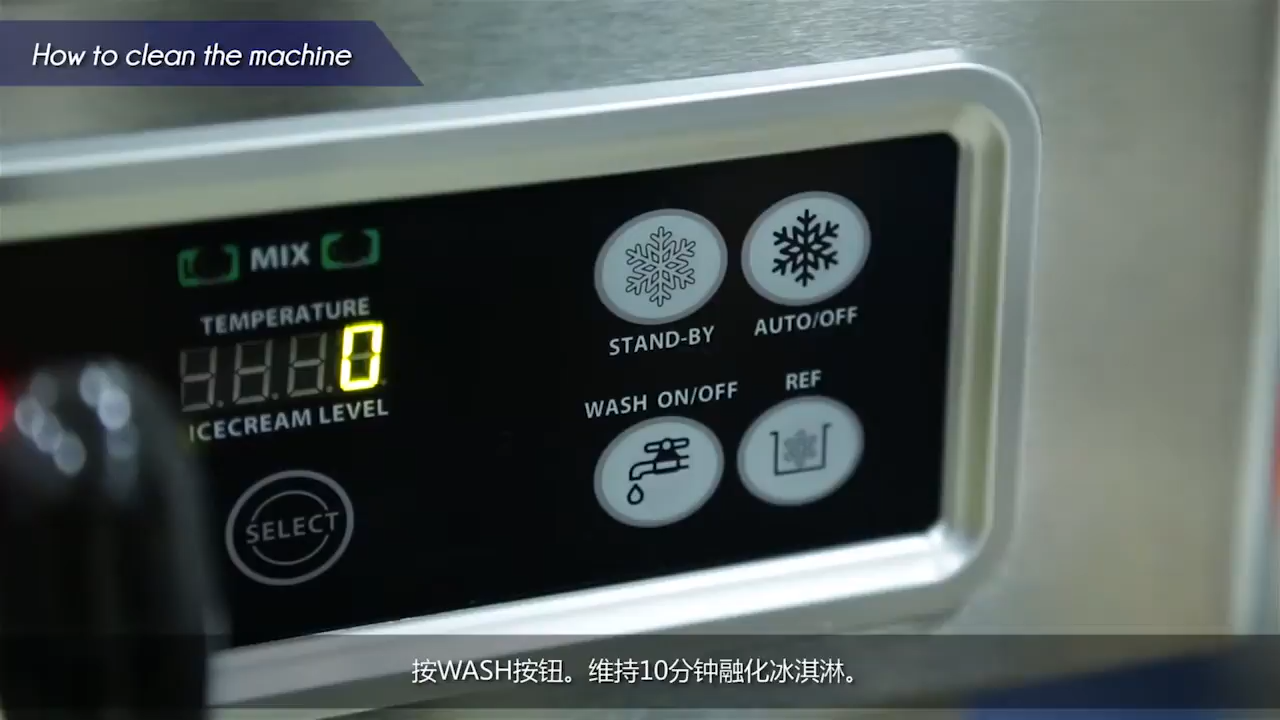 How to clean the machine
MIX
TEMPERATURE
0
ICECREAM LEVEL
SELECT
STAND-BY
AUTO/OFF
WASH ON/OFF
REF
按WASH按钮。维持10分钟融化冰淇淋。